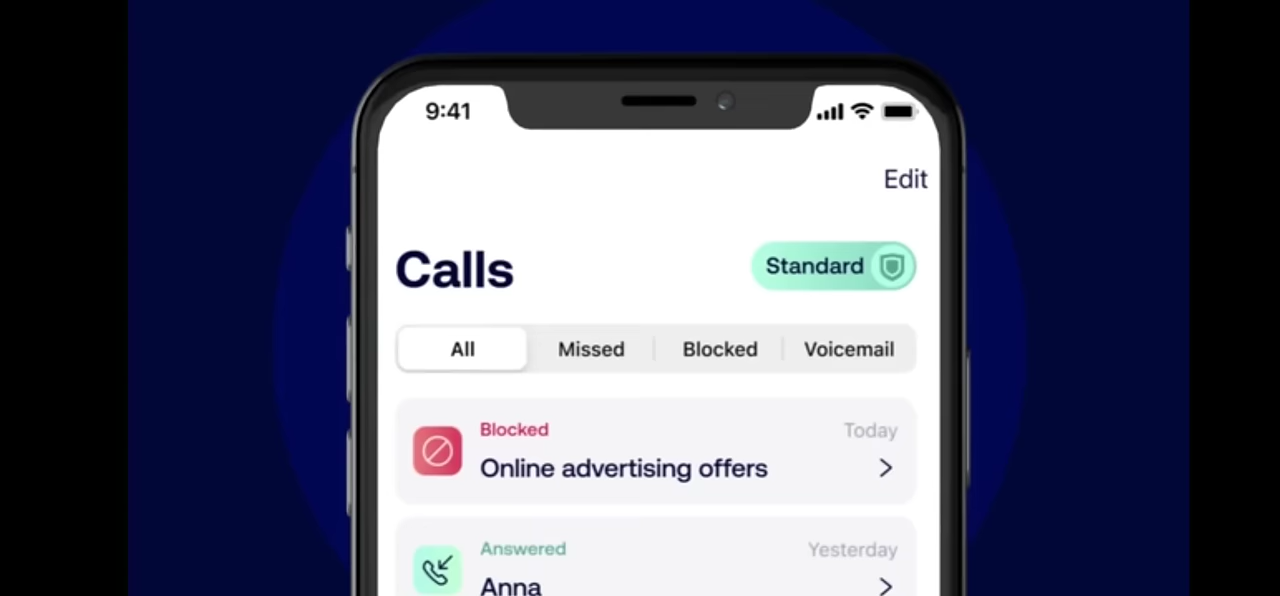 9:41
Edit
Calls
Standard
All Missed Blocked Voicemail
Blocked Today
Online advertising offers
Answered Yesterday
Anna